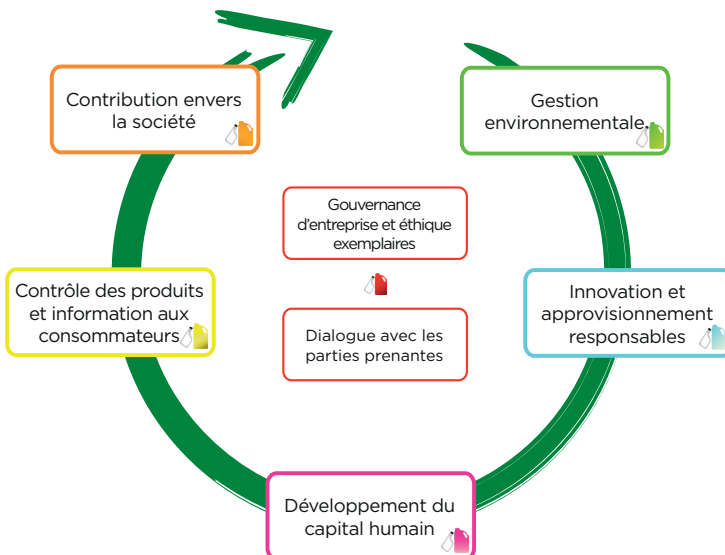 Contribution envers
la société
Gestion
environnementale
Gouvernance
d'entreprise et éthique
exemplaires
Contrôle des produits
et information aux
consommateurs
Innovation et
approvisionnement
responsables
Dialogue avec les
parties prenantes
Développement du
capital humain